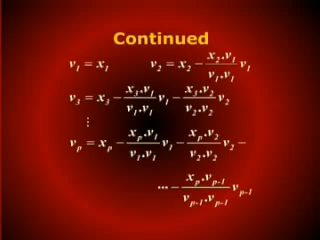 Continued
v₁ = x₁ v₂ = x₂ − (x₂.v₁)/(v₁.v₁) v₁
v₃ = x₃ − (x₃.v₁)/(v₁.v₁) v₁ − (x₃.v₂)/(v₂.v₂) v₂
⋮
vₚ = xₚ − (xₚ.v₁)/(v₁.v₁) v₁ − (xₚ.v₂)/(v₂.v₂) v₂ −
⋯ − (xₚ.vₚ₋₁)/(vₚ₋₁.vₚ₋₁) vₚ₋₁